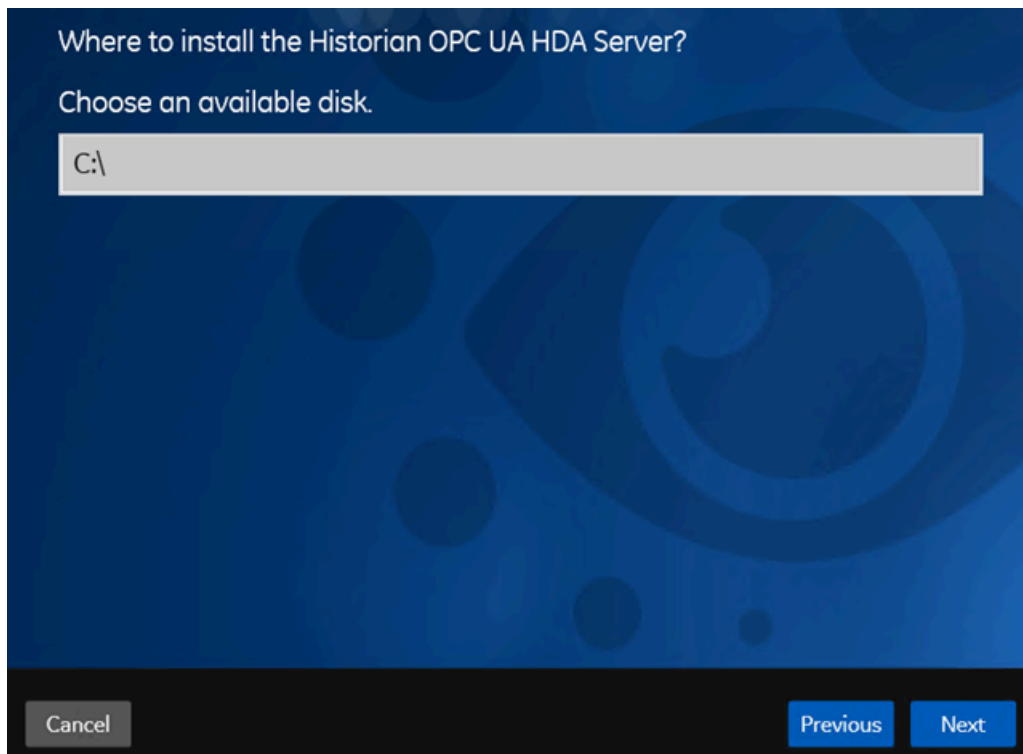 Where to install the Historian OPC UA HDA Server?
Choose an available disk.
C:\
Cancel
Previous
Next